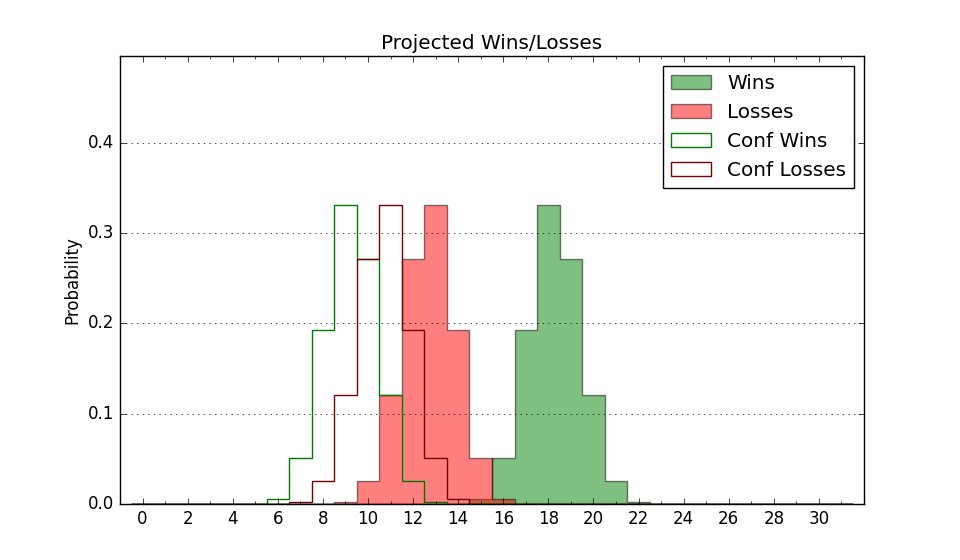 Projected Wins/Losses
Wins
Losses
Conf Wins
Conf Losses
Probability
0.4
0.3
0.2
0.1
0.0
0 2 4 6 8 10 12 14 16 18 20 22 24 26 28 30